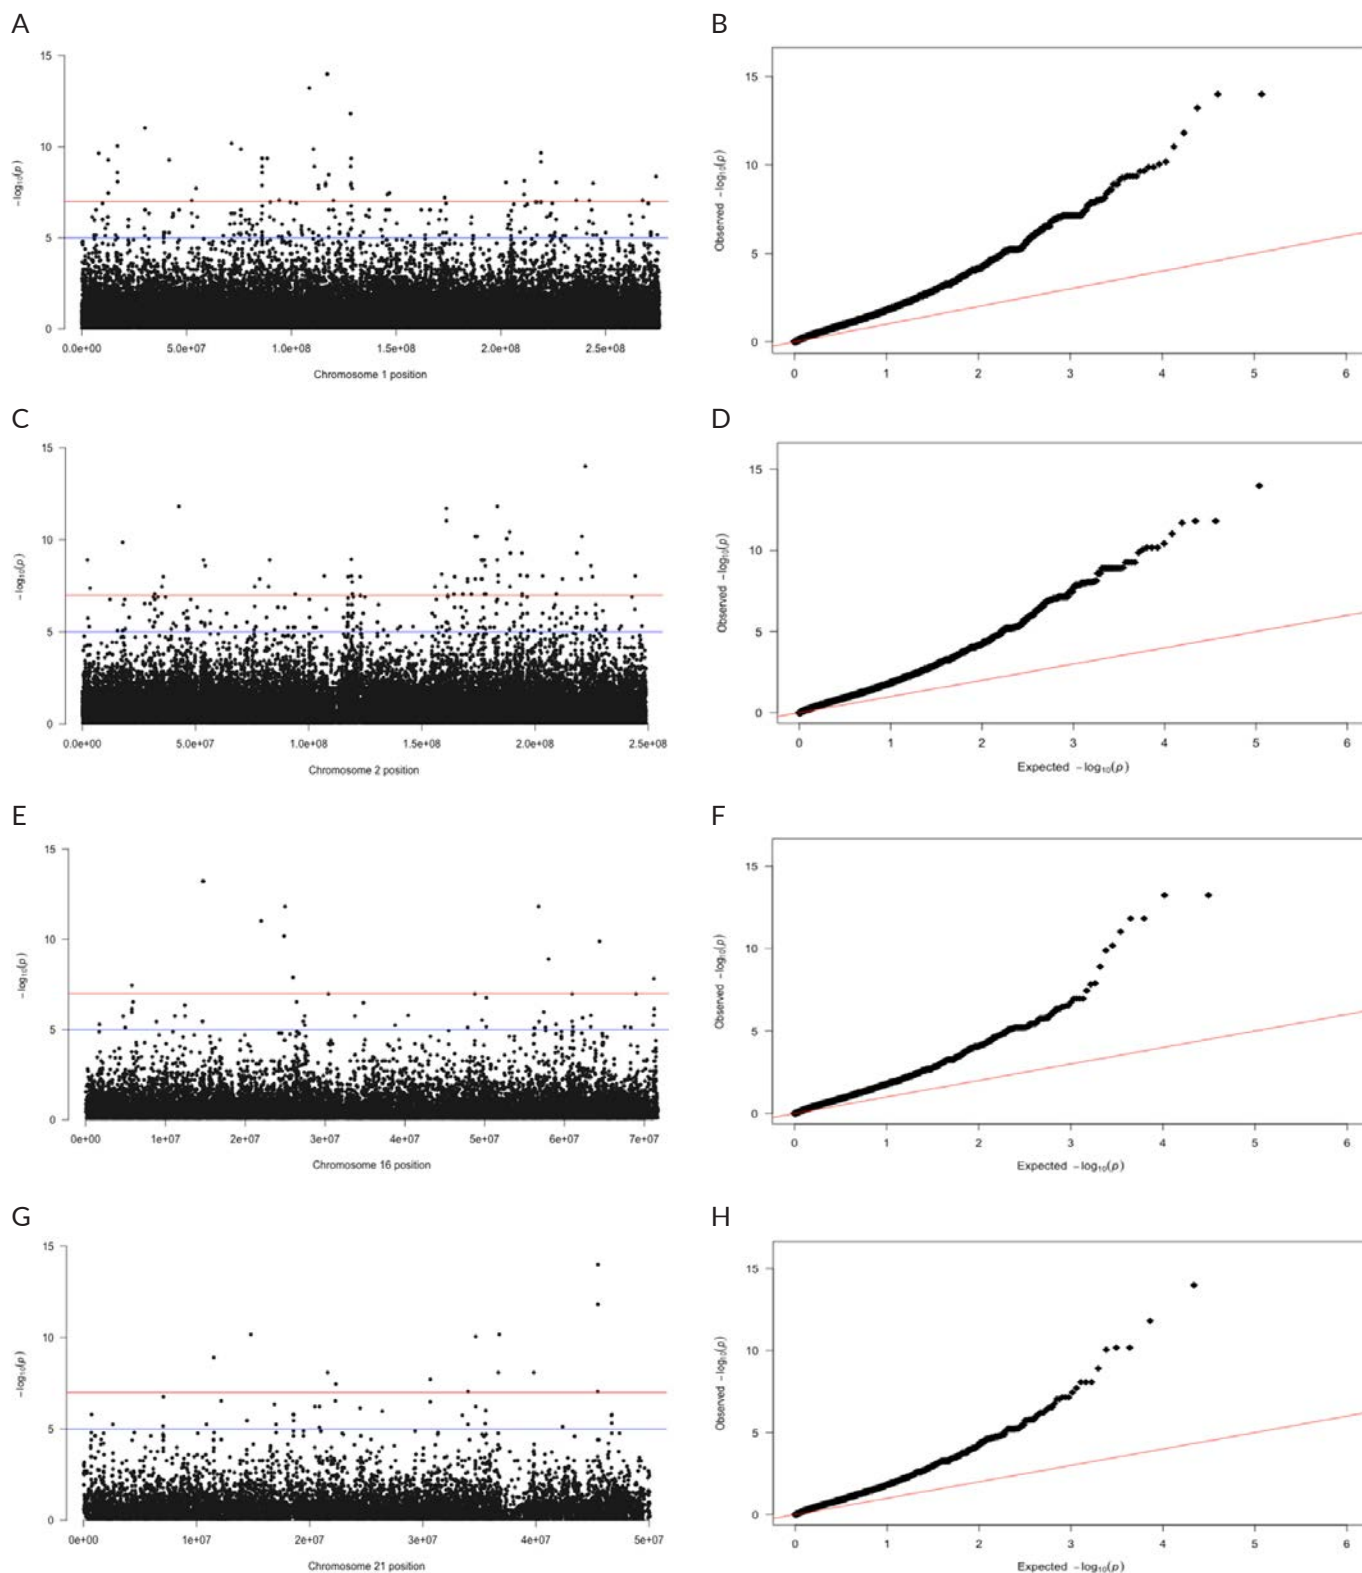 A
15
10
5
0
−log₁₀(p)
0.0e+00 5.0e+07 1.0e+08 1.5e+08 2.0e+08 2.5e+08
Chromosome 1 position
B
15
10
5
0
Observed −log₁₀(p)
0 1 2 3 4 5 6
C
15
10
5
0
−log₁₀(p)
0.0e+00 5.0e+07 1.0e+08 1.5e+08 2.0e+08 2.5e+08
Chromosome 2 position
D
15
10
5
0
Observed −log₁₀(p)
0 1 2 3 4 5 6
Expected −log₁₀(p)
E
15
10
5
0
−log₁₀(p)
0e+00 1e+07 2e+07 3e+07 4e+07 5e+07 6e+07 7e+07
Chromosome 16 position
F
15
10
5
0
Observed −log₁₀(p)
0 1 2 3 4 5 6
Expected −log₁₀(p)
G
15
10
5
0
−log₁₀(p)
0e+00 1e+07 2e+07 3e+07 4e+07 5e+07
Chromosome 21 position
H
15
10
5
0
Observed −log₁₀(p)
0 1 2 3 4 5 6
Expected −log₁₀(p)